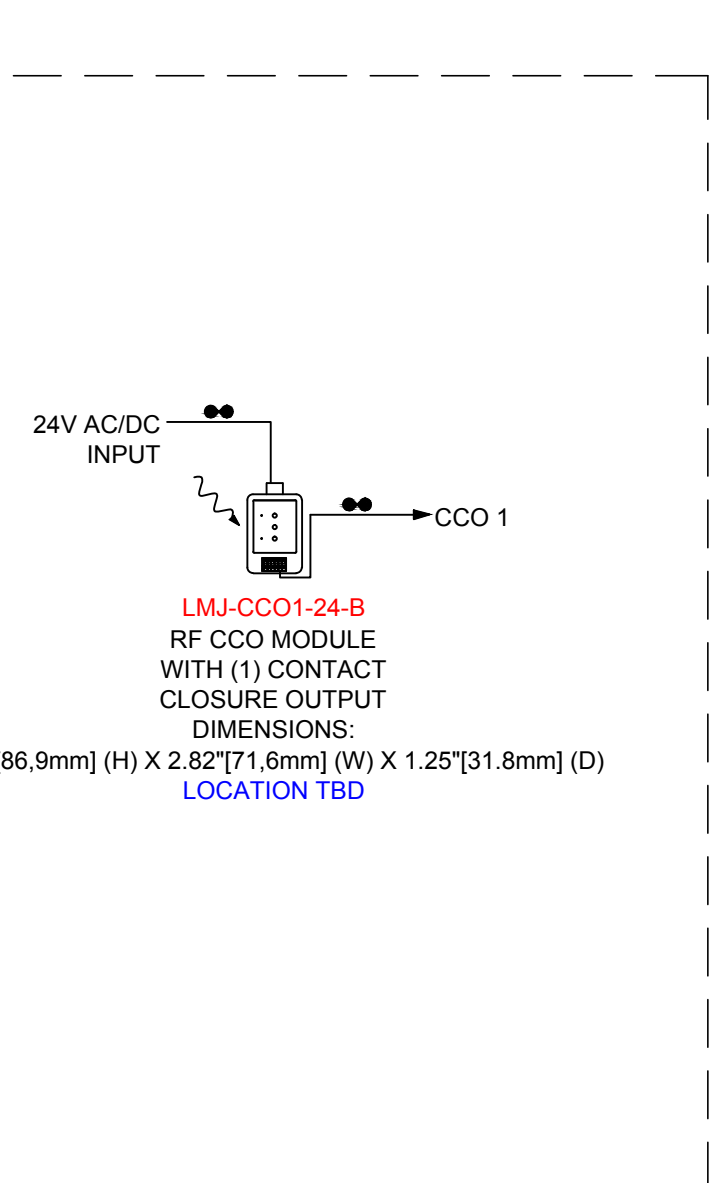 24V AC/DC
INPUT
CCO 1
LMJ-CCO1-24-B
RF CCO MODULE
WITH (1) CONTACT
CLOSURE OUTPUT
DIMENSIONS:
[86,9mm] (H) X 2.82"[71,6mm] (W) X 1.25"[31.8mm] (D)
LOCATION TBD